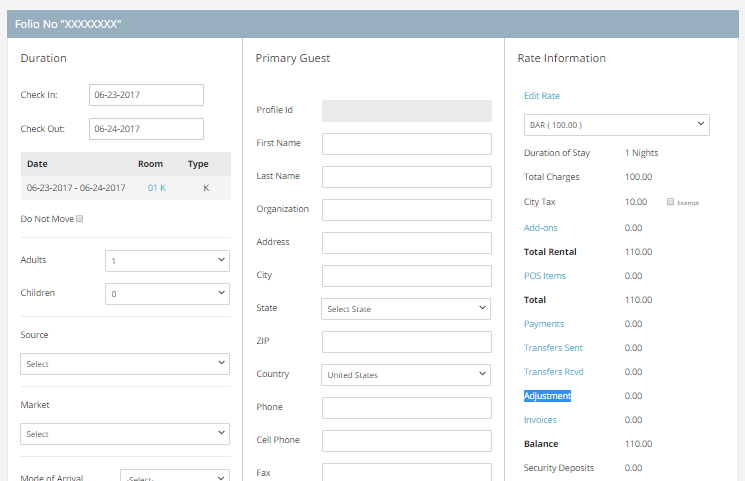 Folio No "XXXXXXXX"
Duration
Check In: 06-23-2017
Check Out: 06-24-2017
Date Room Type
06-23-2017 - 06-24-2017 01 K K
Do Not Move
Adults 1
Children 0
Source
Select
Market
Select
Mode of Arrival -Select-
Primary Guest
Profile Id
First Name
Last Name
Organization
Address
City
State Select State
ZIP
Country United States
Phone
Cell Phone
Fax
Rate Information
Edit Rate
BAR ( 100.00 )
Duration of Stay 1 Nights
Total Charges 100.00
City Tax 10.00 Exempt
Add-ons 0.00
Total Rental 110.00
POS Items 0.00
Total 110.00
Payments 0.00
Transfers Sent 0.00
Transfers Rcvd 0.00
Adjustment 0.00
Invoices 0.00
Balance 110.00
Security Deposits 0.00